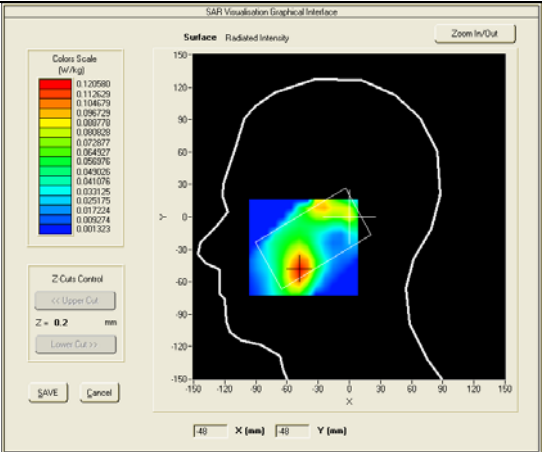 SAR Visualisation Graphical Interface
Surface Radiated Intensity
Zoom In/Out
Colors Scale
(W/kg)
0.120580
0.112629
0.104679
0.096729
0.088778
0.080828
0.072877
0.064927
0.056976
0.049026
0.041076
0.033125
0.025175
0.017224
0.009274
0.001323
Z-Cuts Control
<< Upper Cut
Z = 0.2 mm
Lower Cut >>
SAVE
Cancel
150
120
90
60
30
0
-30
-60
-90
-120
-150
Y
-150 -120 -90 -60 -30 0 30 60 90 120 150
X
-48 X (mm) -48 Y (mm)